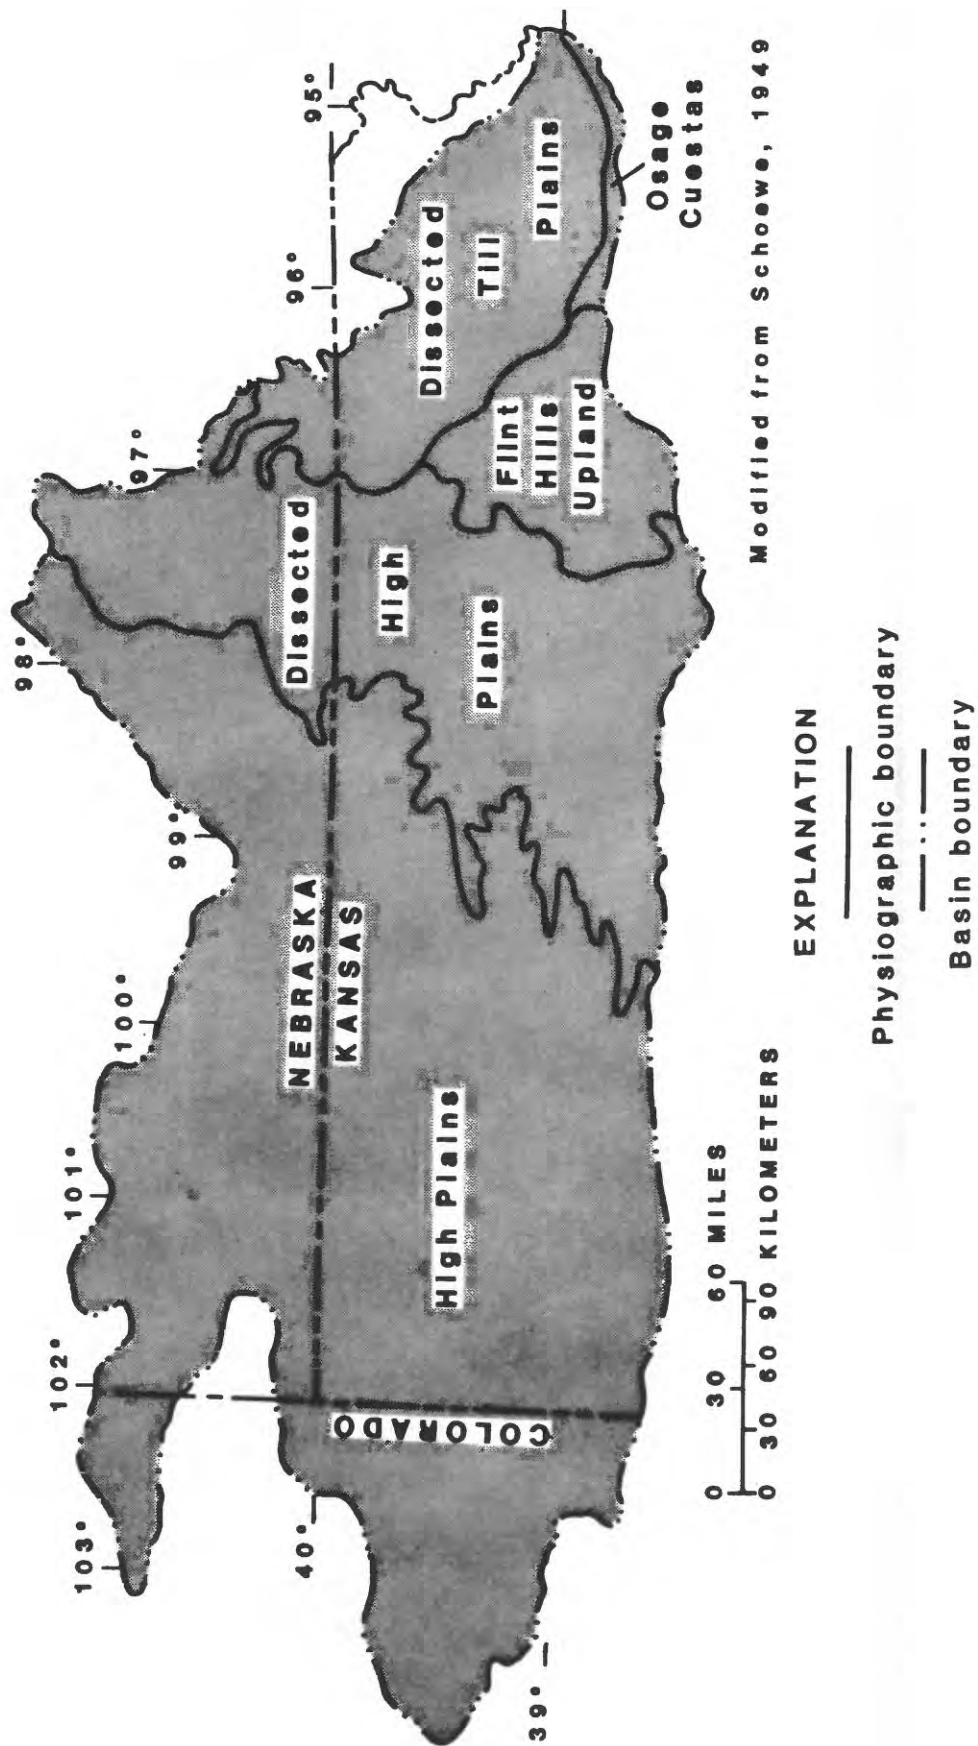 103°
102°
101°
100°
99°
98°
97°
96°
95°
40°
39°
NEBRASKA
KANSAS
COLORADO
High Plains
Dissected
High
Plains
Dissected
Till
Plains
Flint
Hills
Upland
Osage
Cuestas
0 30 60 MILES
0 30 60 90 KILOMETERS
Modified from Schoewe, 1949
EXPLANATION
Physiographic boundary
Basin boundary